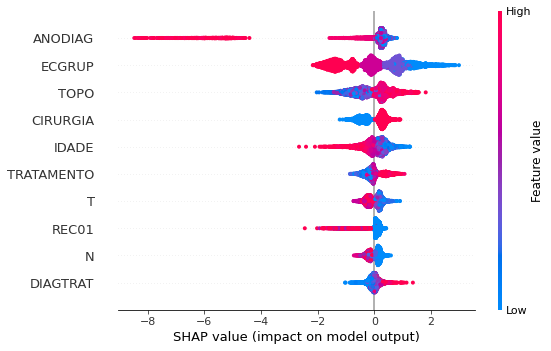 High
ANODIAG
ECGRUP
TOPO
CIRURGIA
IDADE
TRATAMENTO
T
REC01
N
DIAGTRAT
Feature value
Low
−8 −6 −4 −2 0 2
SHAP value (impact on model output)